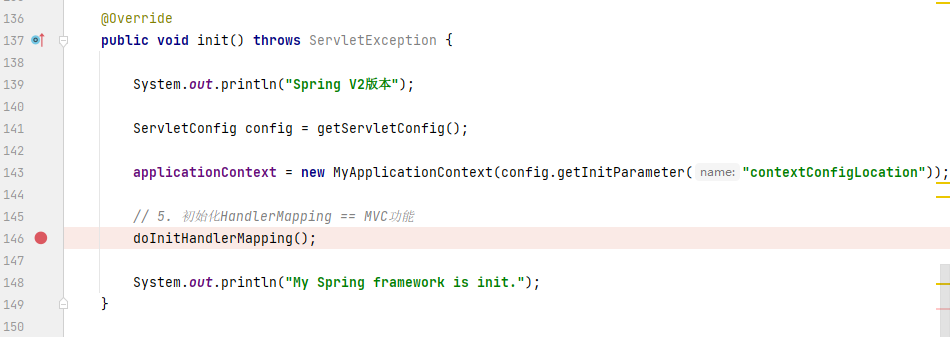 136 @Override
137 public void init() throws ServletException {
138
139 System.out.println("Spring V2版本");
140
141 ServletConfig config = getServletConfig();
142
143 applicationContext = new MyApplicationContext(config.getInitParameter( name: "contextConfigLocation"));
144
145 // 5. 初始化HandlerMapping == MVC功能
146 doInitHandlerMapping();
147
148 System.out.println("My Spring framework is init.");
149 }
150